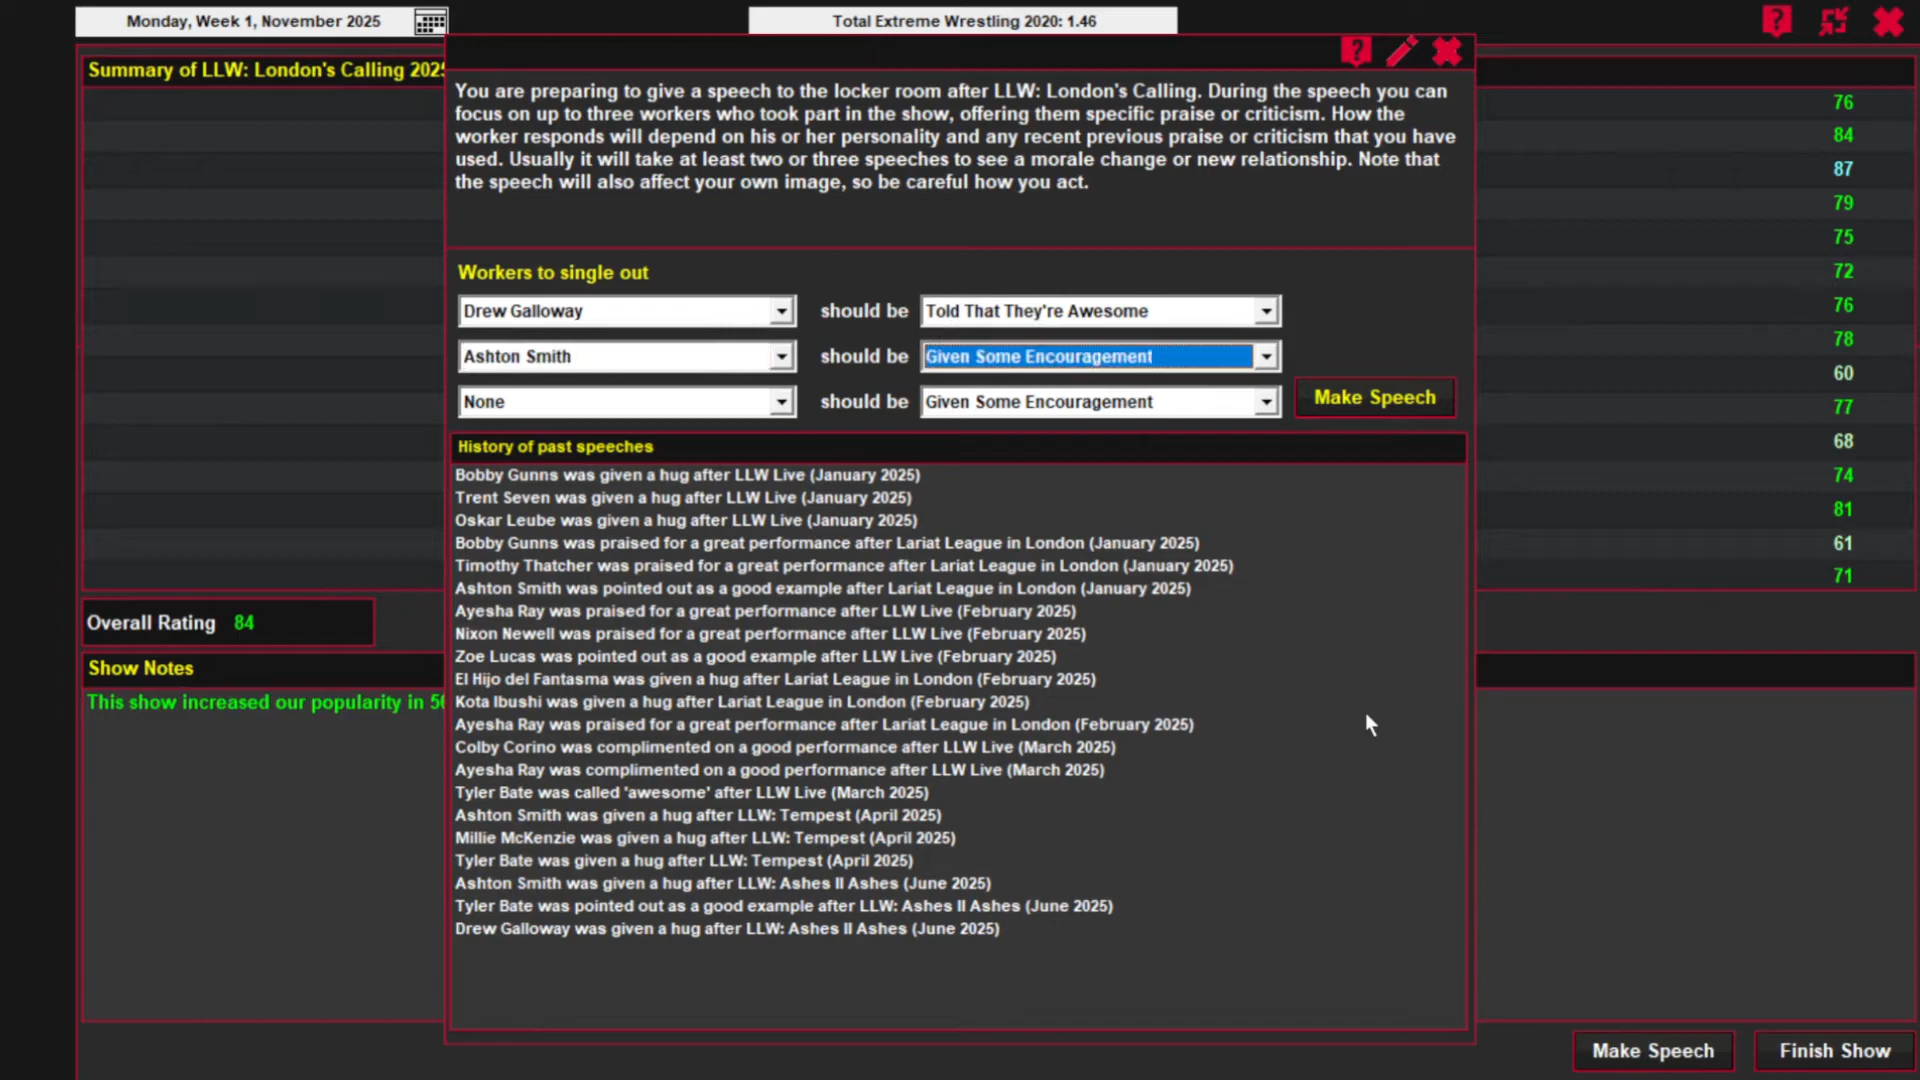 Monday, Week 1, November 2025
Total Extreme Wrestling 2020: 1.46
Summary of LLW: London's Calling 2025
You are preparing to give a speech to the locker room after LLW: London's Calling. During the speech you can
focus on up to three workers who took part in the show, offering them specific praise or criticism. How the
worker responds will depend on his or her personality and any recent previous praise or criticism that you have
used. Usually it will take at least two or three speeches to see a morale change or new relationship. Note that
the speech will also affect your own image, so be careful how you act.
76
84
87
79
75
72
76
78
60
77
68
74
81
61
71
Workers to single out
Drew Galloway should be Told That They're Awesome
Ashton Smith should be Given Some Encouragement
None should be Given Some Encouragement
Make Speech
History of past speeches
Bobby Gunns was given a hug after LLW Live (January 2025)
Trent Seven was given a hug after LLW Live (January 2025)
Oskar Leube was given a hug after LLW Live (January 2025)
Bobby Gunns was praised for a great performance after Lariat League in London (January 2025)
Timothy Thatcher was praised for a great performance after Lariat League in London (January 2025)
Ashton Smith was pointed out as a good example after Lariat League in London (January 2025)
Ayesha Ray was praised for a great performance after LLW Live (February 2025)
Nixon Newell was praised for a great performance after LLW Live (February 2025)
Zoe Lucas was pointed out as a good example after LLW Live (February 2025)
El Hijo del Fantasma was given a hug after Lariat League in London (February 2025)
Kota Ibushi was given a hug after Lariat League in London (February 2025)
Ayesha Ray was praised for a great performance after Lariat League in London (February 2025)
Colby Corino was complimented on a good performance after LLW Live (March 2025)
Ayesha Ray was complimented on a good performance after LLW Live (March 2025)
Tyler Bate was called 'awesome' after LLW Live (March 2025)
Ashton Smith was given a hug after LLW: Tempest (April 2025)
Millie McKenzie was given a hug after LLW: Tempest (April 2025)
Tyler Bate was given a hug after LLW: Tempest (April 2025)
Ashton Smith was given a hug after LLW: Ashes II Ashes (June 2025)
Tyler Bate was pointed out as a good example after LLW: Ashes II Ashes (June 2025)
Drew Galloway was given a hug after LLW: Ashes II Ashes (June 2025)
Overall Rating 84
Show Notes
This show increased our popularity in
Make Speech
Finish Show